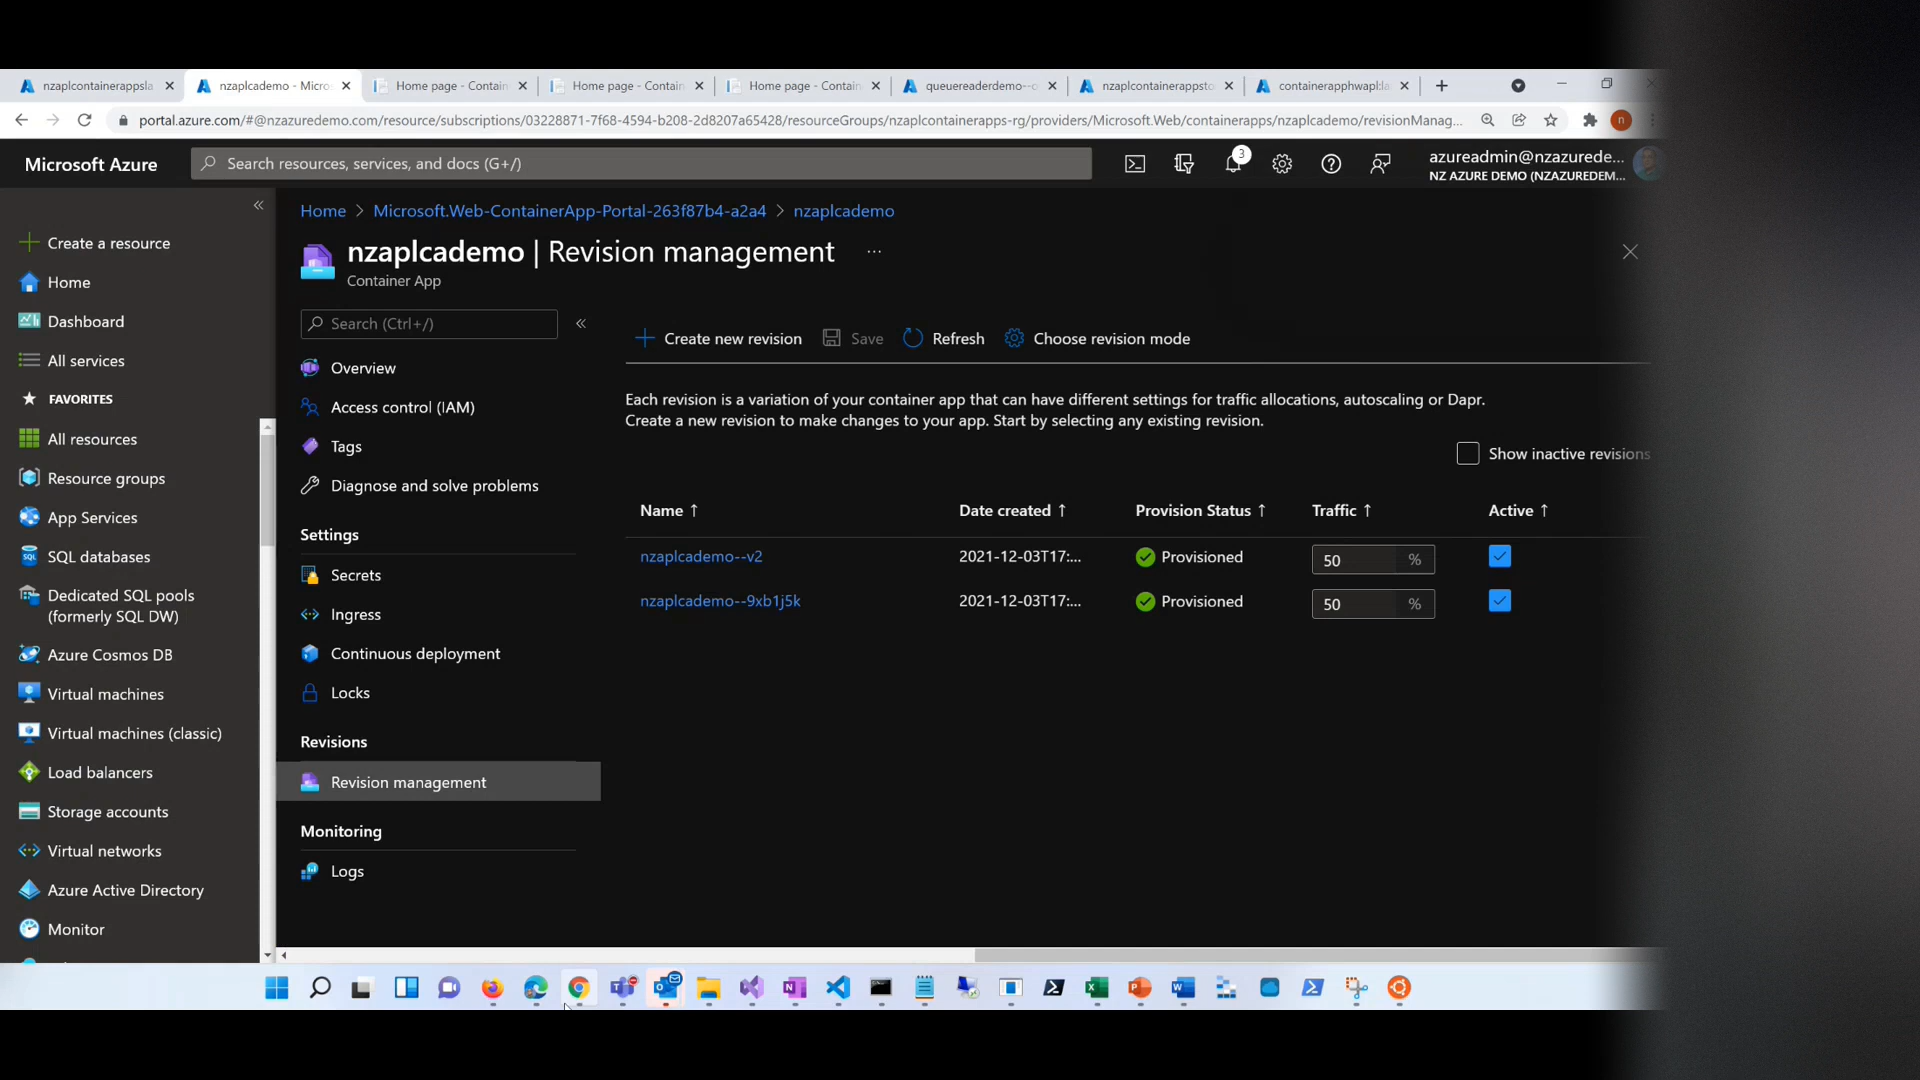 nzaplcontainerappsla
nzaplcademo - Micro
Home page - Contain
Home page - Contain
Home page - Contain
queuereaderdemo--o
nzaplcontainerappsto
containerapphwapl:la
portal.azure.com/#@nzazuredemo.com/resource/subscriptions/03228871-7f68-4594-b208-2d8207a65428/resourceGroups/nzaplcontainerapps-rg/providers/Microsoft.Web/containerapps/nzaplcademo/revisionManag...
n
Microsoft Azure
Search resources, services, and docs (G+/)
3
azureadmin@nzazurede...
NZ AZURE DEMO (NZAZUREDEM...
Create a resource
Home
Dashboard
All services
FAVORITES
All resources
Resource groups
App Services
SQL databases
Dedicated SQL pools
(formerly SQL DW)
Azure Cosmos DB
Virtual machines
Virtual machines (classic)
Load balancers
Storage accounts
Virtual networks
Azure Active Directory
Monitor
Home > Microsoft.Web-ContainerApp-Portal-263f87b4-a2a4 > nzaplcademo
nzaplcademo | Revision management ...
Container App
Search (Ctrl+/)
Overview
Access control (IAM)
Tags
Diagnose and solve problems
Settings
Secrets
Ingress
Continuous deployment
Locks
Revisions
Revision management
Monitoring
Logs
Create new revision
Save
Refresh
Choose revision mode
Each revision is a variation of your container app that can have different settings for traffic allocations, autoscaling or Dapr.
Create a new revision to make changes to your app. Start by selecting any existing revision.
Show inactive revisions
Name ↑ Date created ↑ Provision Status ↑ Traffic ↑ Active ↑
nzaplcademo--v2 2021-12-03T17:... Provisioned 50 %
nzaplcademo--9xb1j5k 2021-12-03T17:... Provisioned 50 %